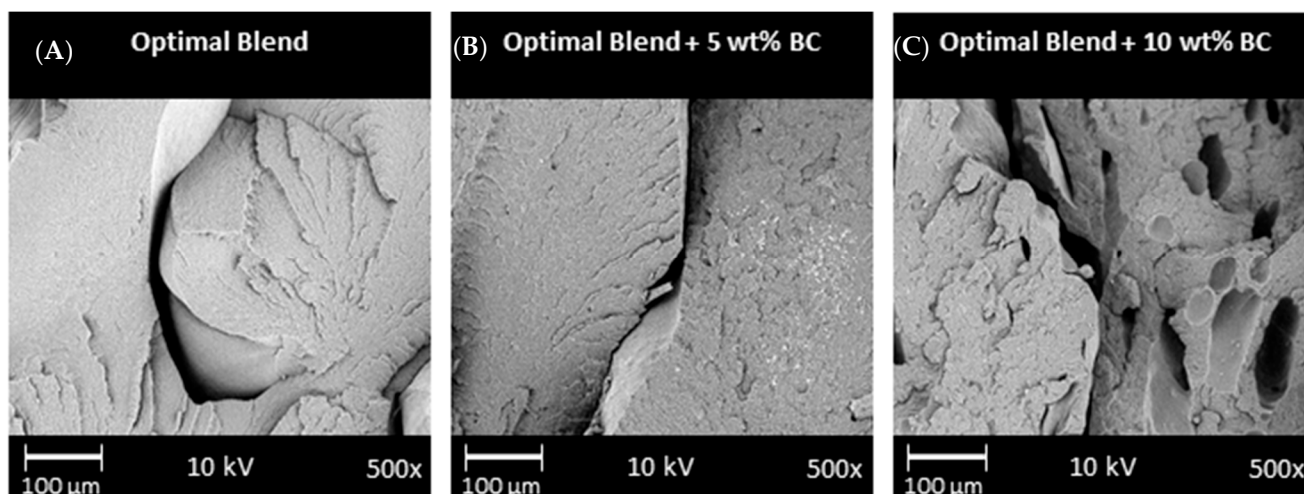 (A) Optimal Blend
(B) Optimal Blend + 5 wt% BC
(C) Optimal Blend + 10 wt% BC
100 µm 10 kV 500x
100 µm 10 kV 500x
100 µm 10 kV 500x